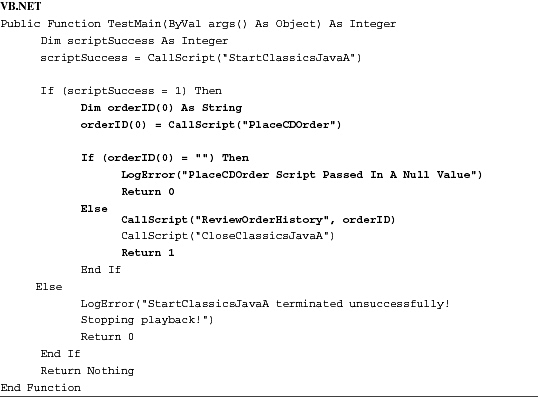 VB.NET
Public Function TestMain(ByVal args() As Object) As Integer
Dim scriptSuccess As Integer
scriptSuccess = CallScript("StartClassicsJavaA")
If (scriptSuccess = 1) Then
Dim orderID(0) As String
orderID(0) = CallScript("PlaceCDOrder")
If (orderID(0) = "") Then
LogError("PlaceCDOrder Script Passed In A Null Value")
Return 0
Else
CallScript("ReviewOrderHistory", orderID)
CallScript("CloseClassicsJavaA")
Return 1
End If
Else
LogError("StartClassicsJavaA terminated unsuccessfully!
Stopping playback!")
Return 0
End If
Return Nothing
End Function